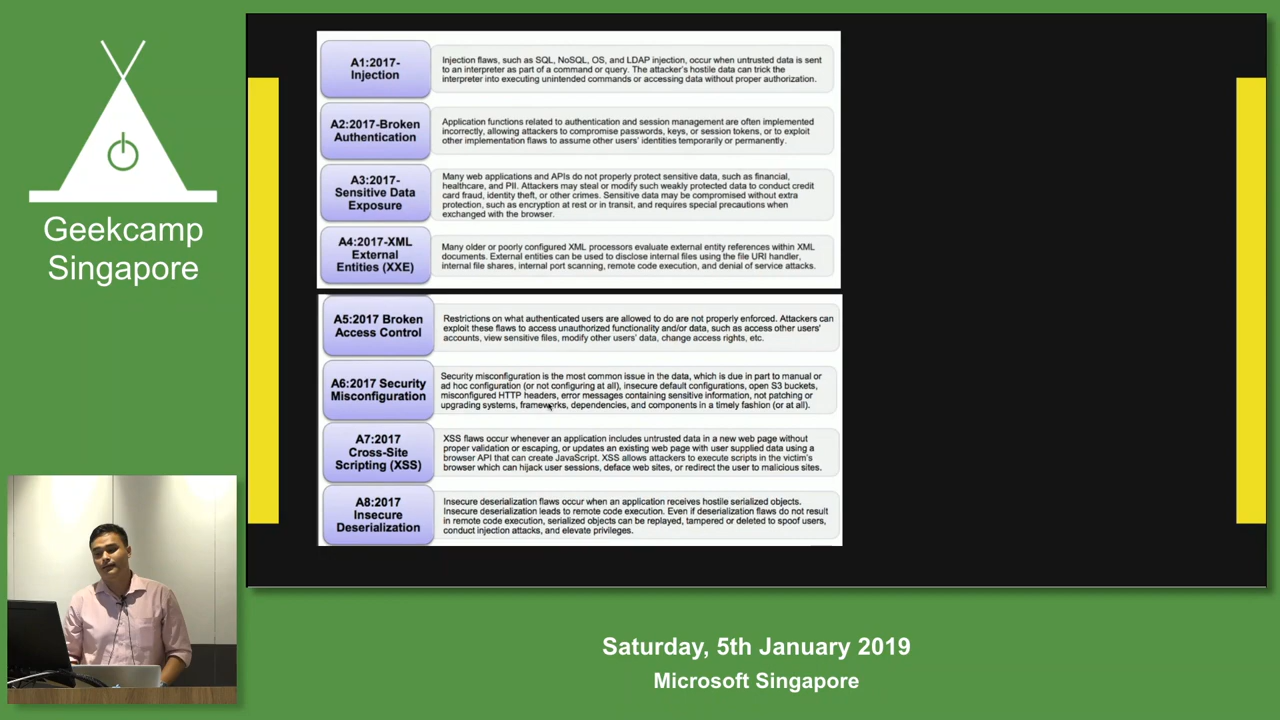 Geekcamp
Singapore
A1:2017-
Injection
Injection flaws, such as SQL, NoSQL, OS, and LDAP injection, occur when untrusted data is sent
to an interpreter as part of a command or query. The attacker's hostile data can trick the
interpreter into executing unintended commands or accessing data without proper authorization.
A2:2017-Broken
Authentication
Application functions related to authentication and session management are often implemented
incorrectly, allowing attackers to compromise passwords, keys, or session tokens, or to exploit
other implementation flaws to assume other users' identities temporarily or permanently.
A3:2017-
Sensitive Data
Exposure
Many web applications and APIs do not properly protect sensitive data, such as financial,
healthcare, and PII. Attackers may steal or modify such weakly protected data to conduct credit
card fraud, identity theft, or other crimes. Sensitive data may be compromised without extra
protection, such as encryption at rest or in transit, and requires special precautions when
exchanged with the browser.
A4:2017-XML
External
Entities (XXE)
Many older or poorly configured XML processors evaluate external entity references within XML
documents. External entities can be used to disclose internal files using the file URI handler,
internal file shares, internal port scanning, remote code execution, and denial of service attacks.
A5:2017 Broken
Access Control
Restrictions on what authenticated users are allowed to do are not properly enforced. Attackers can
exploit these flaws to access unauthorized functionality and/or data, such as access other users'
accounts, view sensitive files, modify other users' data, change access rights, etc.
A6:2017 Security
Misconfiguration
Security misconfiguration is the most common issue in the data, which is due in part to manual or
ad hoc configuration (or not configuring at all), insecure default configurations, open S3 buckets,
misconfigured HTTP headers, error messages containing sensitive information, not patching or
upgrading systems, frameworks, dependencies, and components in a timely fashion (or at all).
A7:2017
Cross-Site
Scripting (XSS)
XSS flaws occur whenever an application includes untrusted data in a new web page without
proper validation or escaping, or updates an existing web page with user supplied data using a
browser API that can create JavaScript. XSS allows attackers to execute scripts in the victim's
browser which can hijack user sessions, deface web sites, or redirect the user to malicious sites.
A8:2017
Insecure
Deserialization
Insecure deserialization flaws occur when an application receives hostile serialized objects.
Insecure deserialization leads to remote code execution. Even if deserialization flaws do not result
in remote code execution, serialized objects can be replayed, tampered or deleted to spoof users,
conduct injection attacks, and elevate privileges.
Saturday, 5th January 2019
Microsoft Singapore